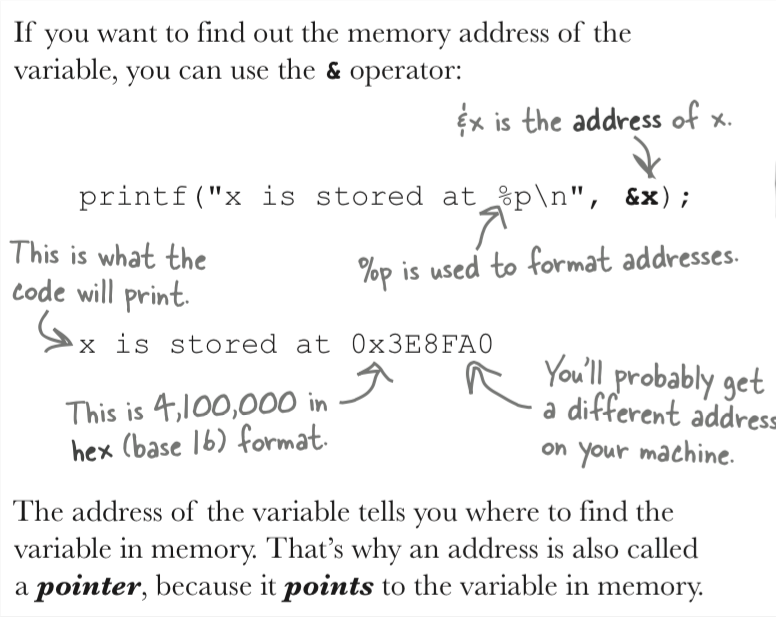 If you want to find out the memory address of the
variable, you can use the & operator:
&x is the address of x.
printf("x is stored at %p\n", &x);
This is what the
code will print.
%p is used to format addresses.
x is stored at 0x3E8FA0
This is 4,100,000 in
hex (base 16) format.
You'll probably get
a different address
on your machine.
The address of the variable tells you where to find the
variable in memory. That's why an address is also called
a pointer, because it points to the variable in memory.